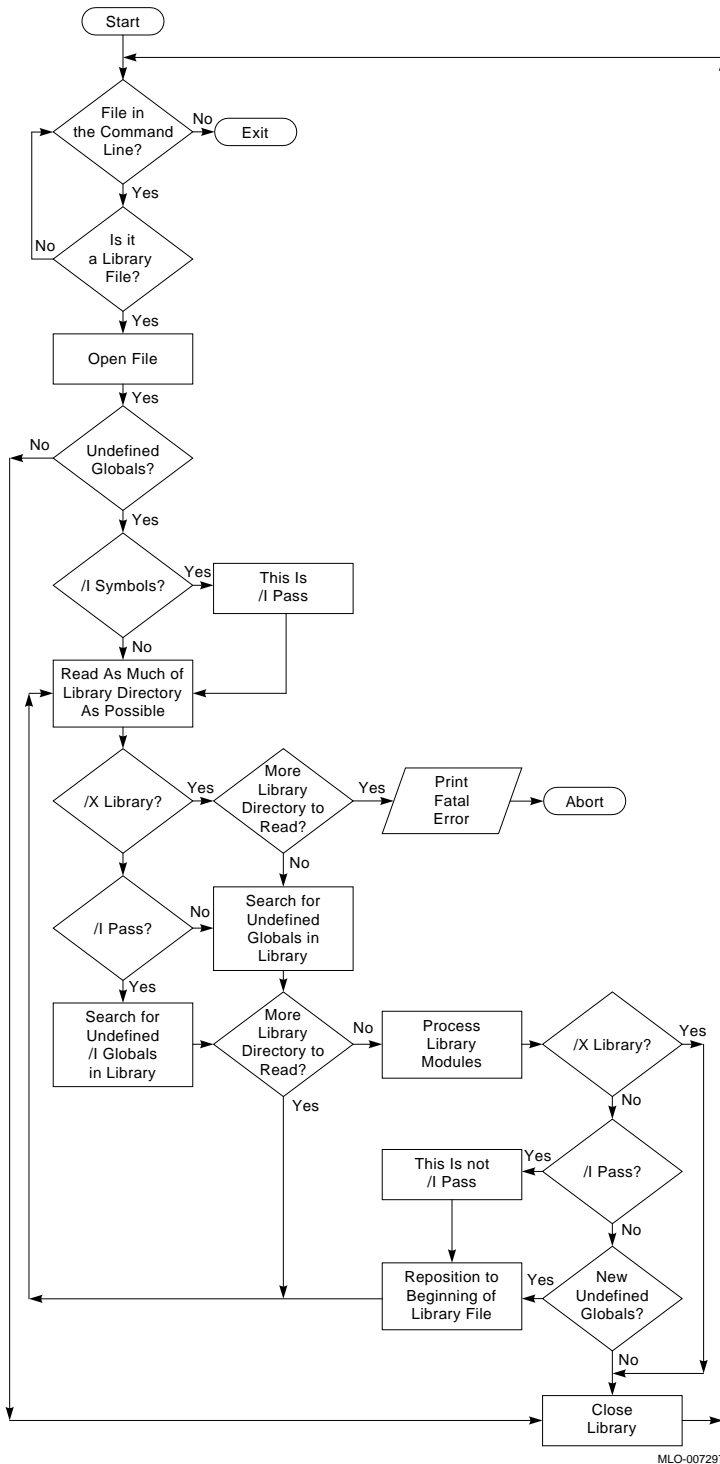 Start
File in
the Command
Line?
No
Exit
Yes
Is it
a Library
File?
No
Yes
Open File
Yes
No
Undefined
Globals?
Yes
/I Symbols?
Yes
This Is
/I Pass
No
Read As Much of
Library Directory
As Possible
/X Library?
Yes
More
Library
Directory to
Read?
Yes
Print
Fatal
Error
Abort
No
/I Pass?
No
Search for
Undefined
Globals in
Library
Yes
Search for
Undefined
/I Globals
in Library
More
Library
Directory to
Read?
No
Process
Library
Modules
/X Library?
Yes
Yes
No
This Is not
/I Pass
Yes
/I Pass?
No
Reposition to
Beginning of
Library File
Yes
New
Undefined
Globals?
No
Close
Library
MLO-007297